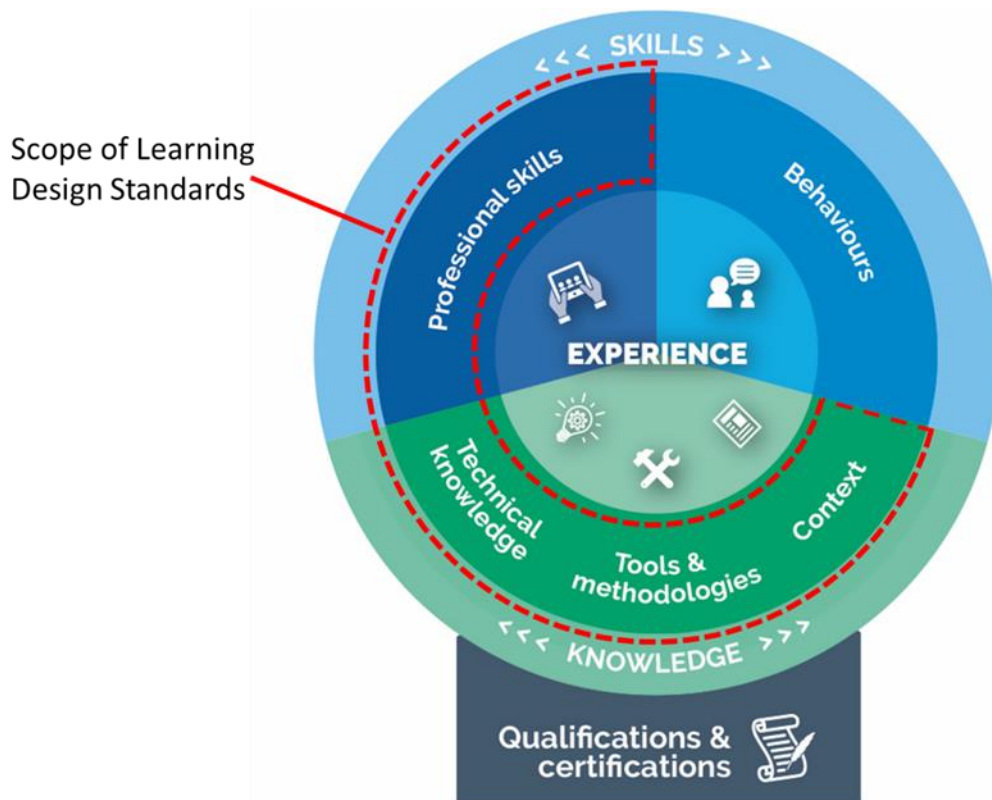 <<< SKILLS >>>
Scope of Learning
Design Standards
Professional skills
Behaviours
EXPERIENCE
Technical
knowledge
Tools &
methodologies
Context
<<< KNOWLEDGE >>>
Qualifications &
certifications